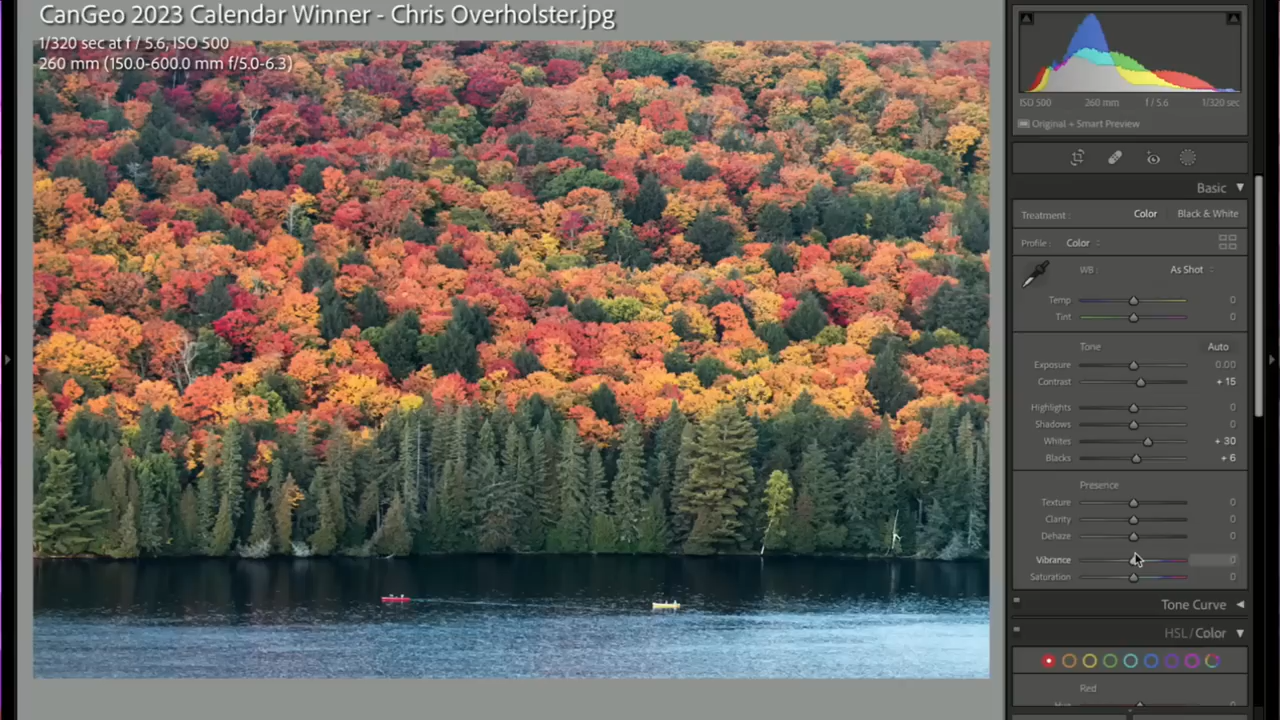 CanGeo 2023 Calendar Winner - Chris Overholster.jpg
1/320 sec at f / 5.6, ISO 500
260 mm (150.0-600.0 mm f/5.0-6.3)
ISO 500 260 mm f / 5.6 1/320 sec
Original + Smart Preview
Basic
Treatment : Color Black & White
Profile : Color
WB : As Shot
Temp 0
Tint 0
Tone Auto
Exposure 0.00
Contrast + 15
Highlights 0
Shadows 0
Whites + 30
Blacks + 6
Presence
Texture 0
Clarity 0
Dehaze 0
Vibrance 0
Saturation 0
Tone Curve
HSL / Color
Red